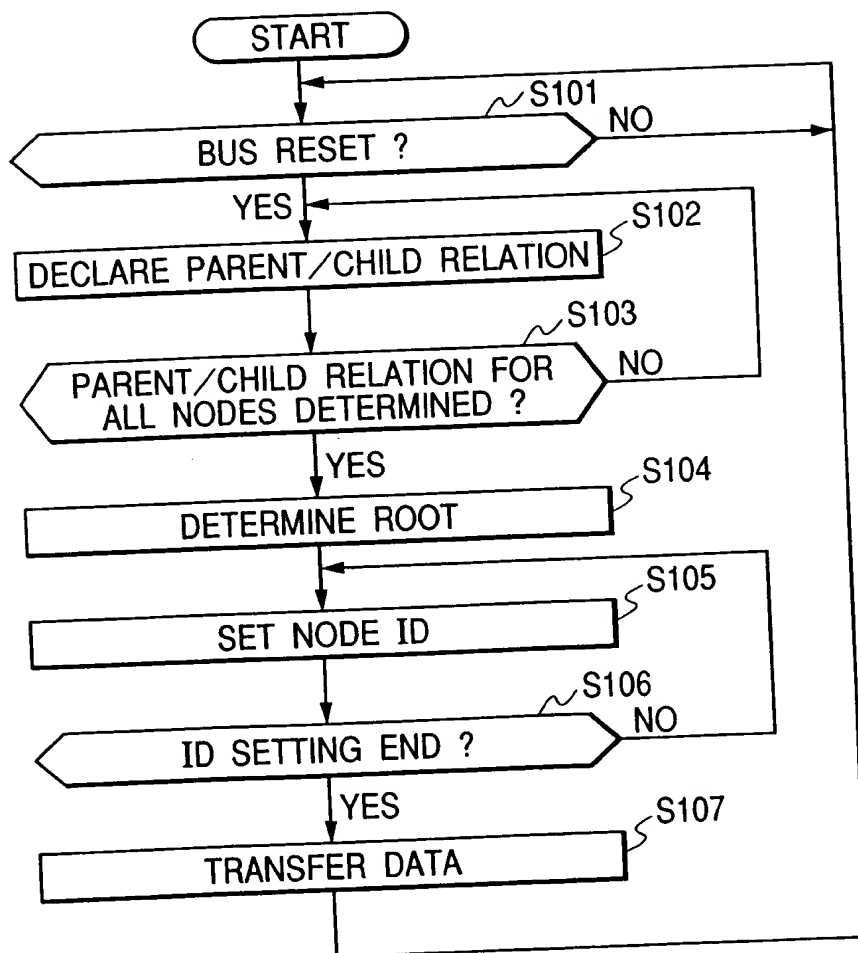 START
S101
BUS RESET ?
NO
YES
S102
DECLARE PARENT/CHILD RELATION
S103
PARENT/CHILD RELATION FOR
ALL NODES DETERMINED ?
NO
YES
S104
DETERMINE ROOT
S105
SET NODE ID
S106
ID SETTING END ?
NO
YES
S107
TRANSFER DATA